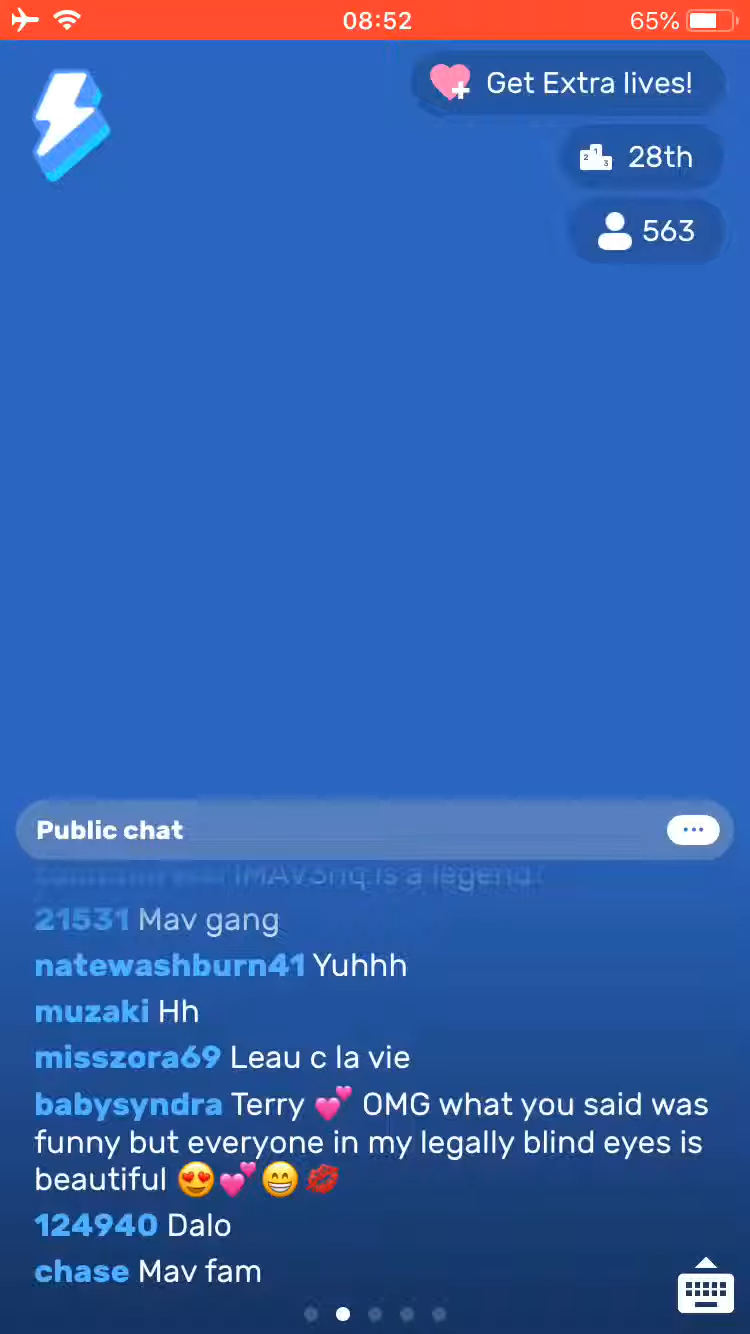 08:52
65%
Get Extra lives!
28th
563
Public chat
is a legend
21531 Mav gang
natewashburn41 Yuhhh
muzaki Hh
misszora69 Leau c la vie
babysyndra Terry 💕 OMG what you said was
funny but everyone in my legally blind eyes is
beautiful 😍💕😁💋
124940 Dalo
chase Mav fam